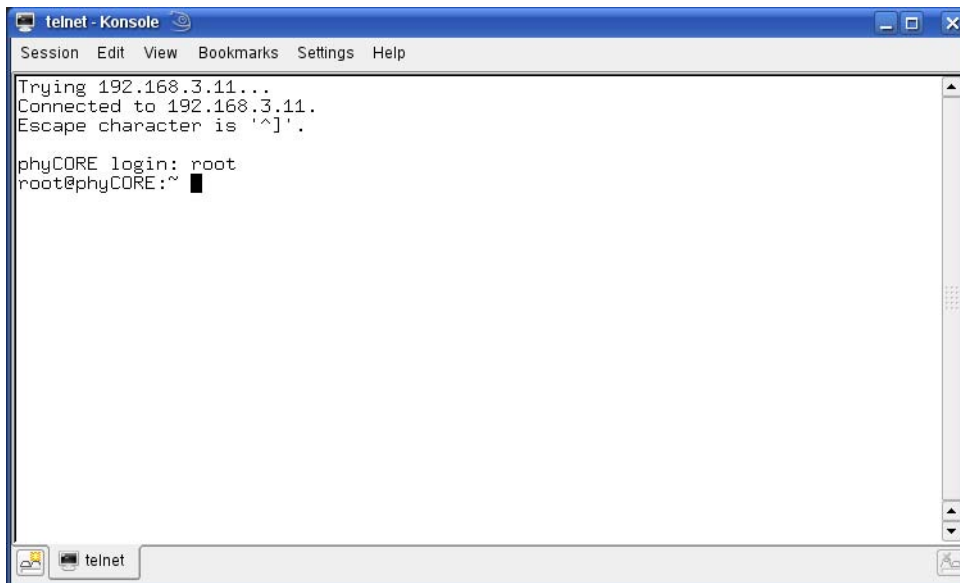 telnet - Konsole
Session Edit View Bookmarks Settings Help
Trying 192.168.3.11...
Connected to 192.168.3.11.
Escape character is '^]'.
phyCORE login: root
root@phyCORE:~
telnet